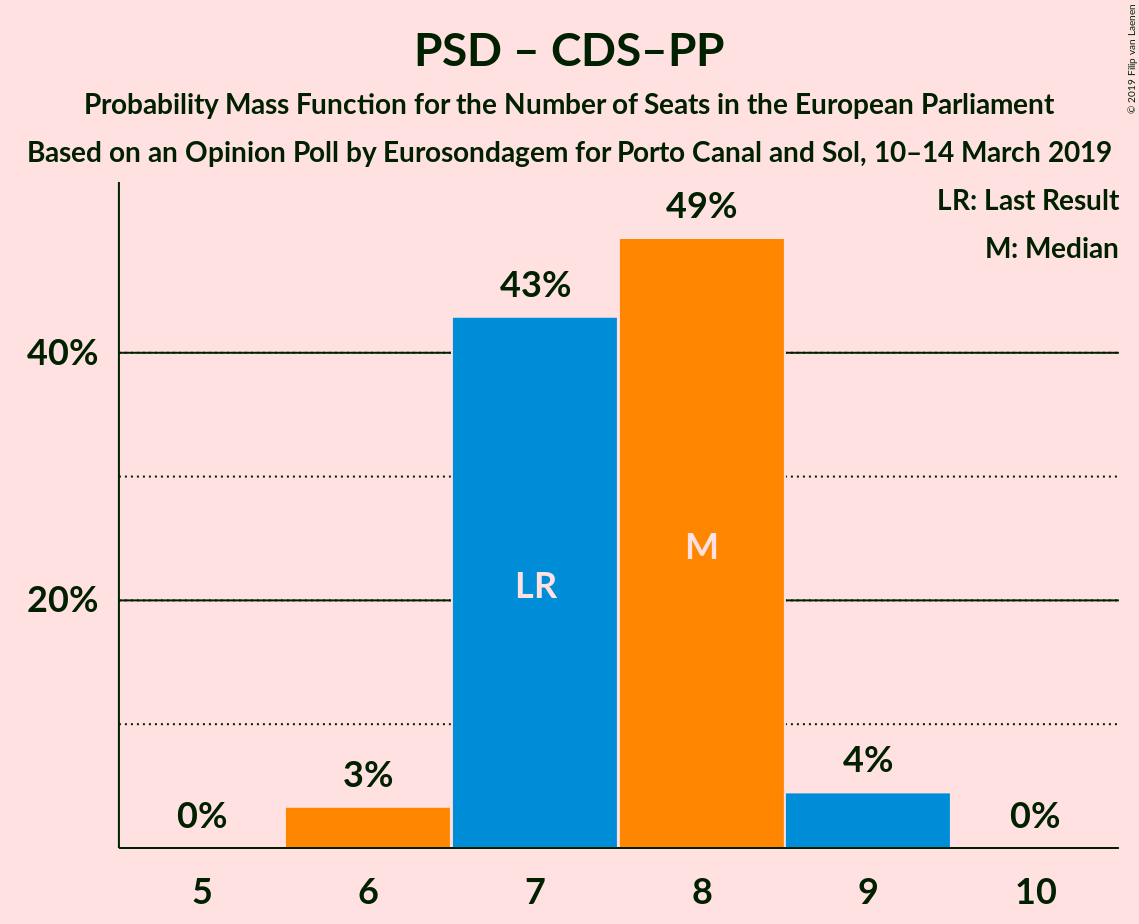 PSD – CDS–PP
Probability Mass Function for the Number of Seats in the European Parliament
Based on an Opinion Poll by Eurosondagem for Porto Canal and Sol, 10–14 March 2019
© 2019 Filip van Laenen
LR: Last Result
M: Median
49%
43%
40%
M
LR
20%
4%
3%
0%
0%
5 6 7 8 9 10